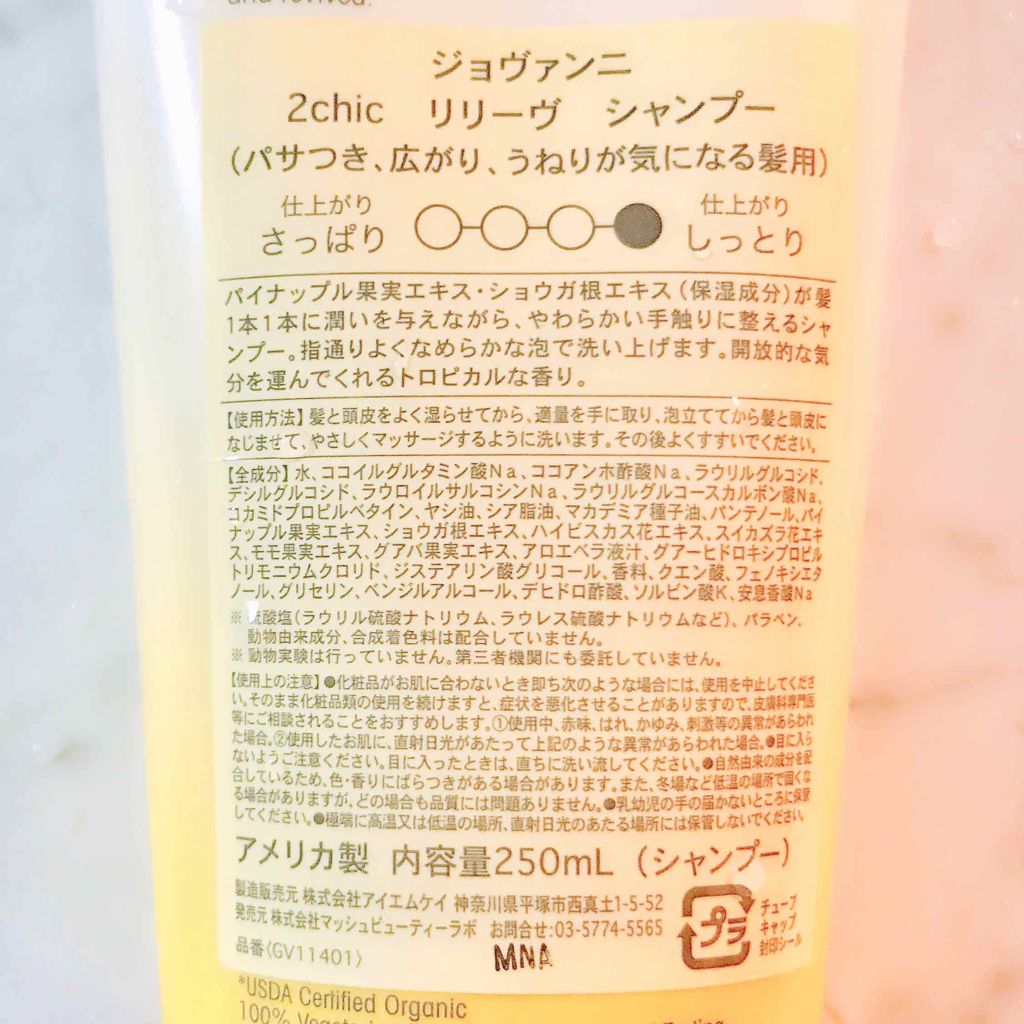 and revived.
ジョヴァンニ
2chic リリーヴ シャンプー
(パサつき、広がり、うねりが気になる髪用)
仕上がり さっぱり
仕上がり しっとり
パイナップル果実エキス・ショウガ根エキス(保湿成分)が髪
1本1本に潤いを与えながら、やわらかい手触りに整えるシャ
ンプー。指通りよくなめらかな泡で洗い上げます。開放的な気
分を運んでくれるトロピカルな香り。
【使用方法】髪と頭皮をよく湿らせてから、適量を手に取り、泡立ててから髪と頭皮に
なじませて、やさしくマッサージするように洗います。その後よくすすいでください。
【全成分】水、ココイルグルタミン酸Na、ココアンホ酢酸Na、ラウリルグルコシド、
デシルグルコシド、ラウロイルサルコシンNa、ラウリルグルコースカルボン酸Na、
コカミドプロピルベタイン、ヤシ油、シア脂油、マカデミア種子油、パンテノール、パイ
ナップル果実エキス、ショウガ根エキス、ハイビスカス花エキス、スイカズラ花エキ
ス、モモ果実エキス、グアバ果実エキス、アロエベラ液汁、グアーヒドロキシプロピル
トリモニウムクロリド、ジステアリン酸グリコール、香料、クエン酸、フェノキシエタ
ノール、グリセリン、ベンジルアルコール、デヒドロ酢酸、ソルビン酸K、安息香酸Na
※ 硫酸塩(ラウリル硫酸ナトリウム、ラウレス硫酸ナトリウムなど)、パラベン、
動物由来成分、合成着色料は配合していません。
※ 動物実験は行っていません。第三者機関にも委託していません。
【使用上の注意】●化粧品がお肌に合わないとき即ち次のような場合には、使用を中止してくださ
い。そのまま化粧品類の使用を続けますと、症状を悪化させることがありますので、皮膚科専門医
等にご相談されることをおすすめします。①使用中、赤味、はれ、かゆみ、刺激等の異常があらわれ
た場合。②使用したお肌に、直射日光があたって上記のような異常があらわれた場合。●目に入ら
ないようご注意ください。目に入ったときは、直ちに洗い流してください。●自然由来の成分を配
合しているため、色・香りにばらつきがある場合があります。また、冬場など低温の場所で固くな
る場合がありますが、どの場合も品質には問題ありません。●乳幼児の手の届かないところに保管
してください。●極端に高温又は低温の場所、直射日光のあたる場所には保管しないでください。
アメリカ製 内容量250mL (シャンプー)
製造販売元 株式会社アイエムケイ 神奈川県平塚市西真土1-5-52
発売元 株式会社マッシュビューティーラボ お問合せ:03-5774-5565
品番〈GV11401〉
MNA
プラ
チューブ
キャップ
封印シール
*USDA Certified Organic
100%